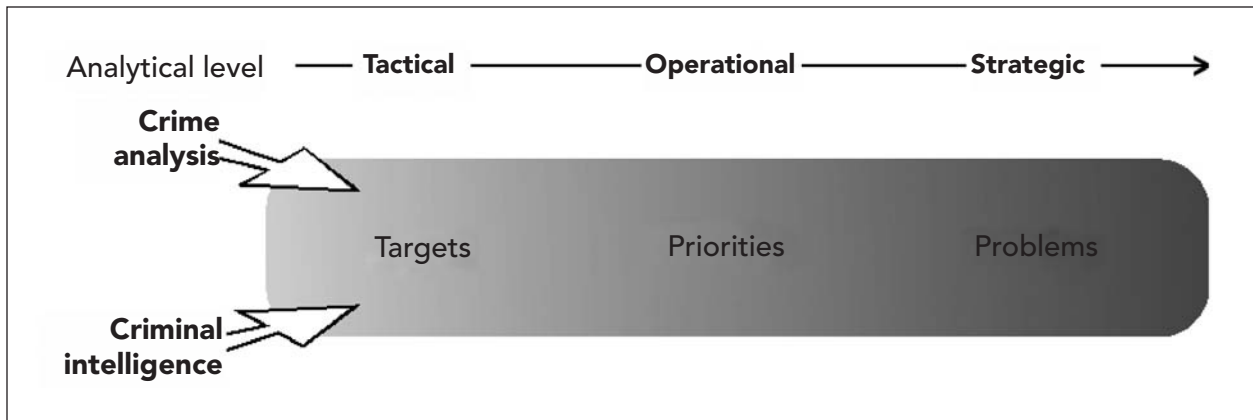 Analytical level Tactical Operational Strategic
Crime
analysis
Targets Priorities Problems
Criminal
intelligence